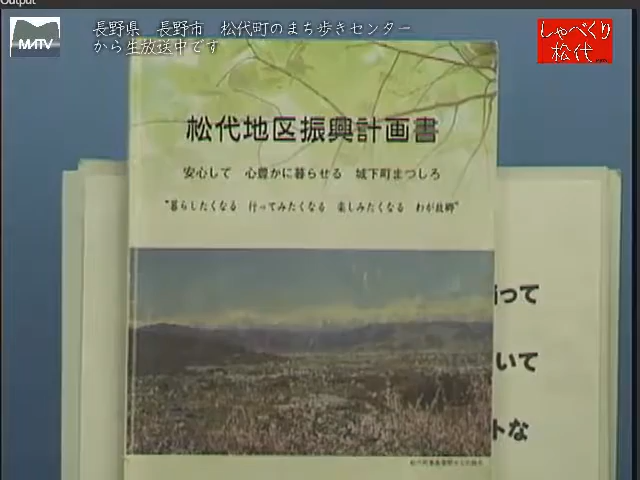 Output
MATV
長野県 長野市 松代町のまち歩きセンター
から生放送中です
しゃべくり
松代
松代地区振興計画書
安心して 心豊かに暮らせる 城下町まつしろ
"暮らしたくなる 行ってみたくなる 楽しみたくなる わが故郷"
って
いて
トな